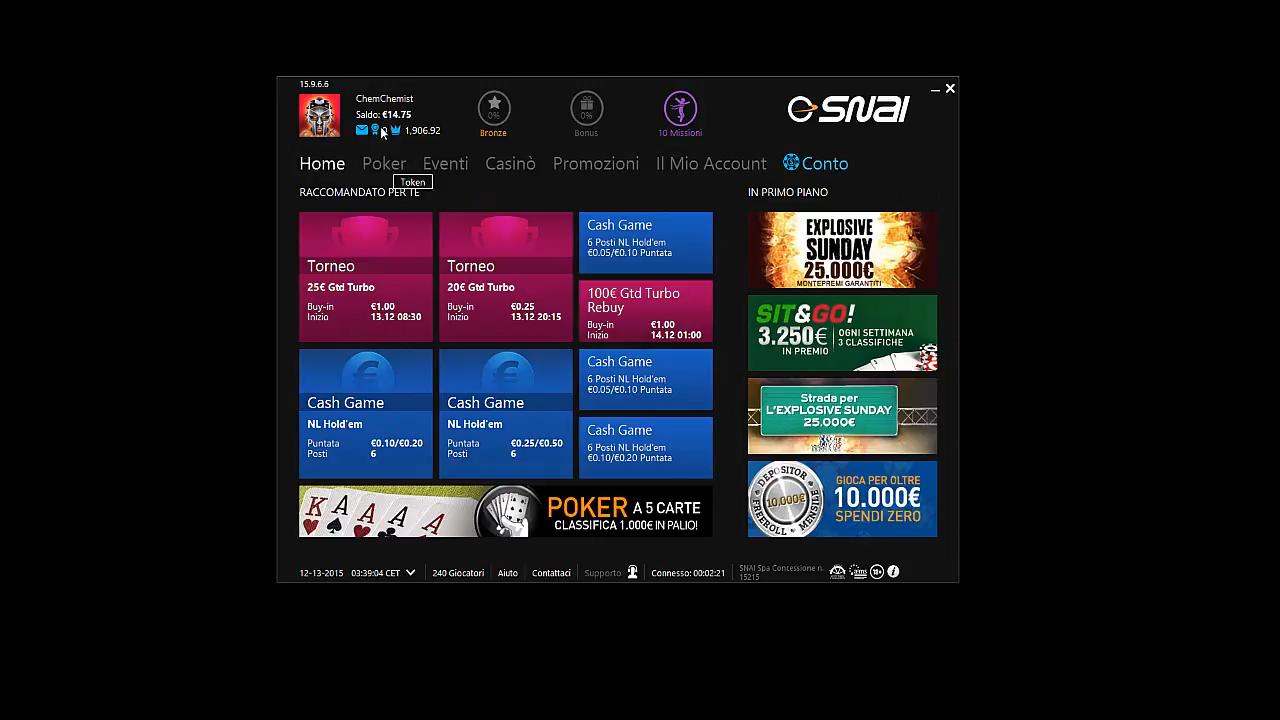 15.9.6.6
ChemChemist
Saldo: €14.75
1,906.92
0%
Bronze
0%
Bonus
10 Missioni
SNAI
Home Poker Eventi Casinò Promozioni Il Mio Account Conto
Token
RACCOMANDATO PER TE
IN PRIMO PIANO
Torneo
25€ Gtd Turbo
Buy-in €1.00
Inizio 13.12 08:30
Torneo
20€ Gtd Turbo
Buy-in €0.25
Inizio 13.12 20:15
Cash Game
6 Posti NL Hold'em
€0.05/€0.10 Puntata
100€ Gtd Turbo
Rebuy
Buy-in €1.00
Inizio 14.12 01:00
Cash Game
NL Hold'em
Puntata €0.10/€0.20
Posti 6
Cash Game
NL Hold'em
Puntata €0.25/€0.50
Posti 6
Cash Game
6 Posti NL Hold'em
€0.05/€0.10 Puntata
Cash Game
6 Posti NL Hold'em
€0.10/€0.20 Puntata
K A A A A
POKER A 5 CARTE
CLASSIFICA 1.000€ IN PALIO!
EXPLOSIVE
SUNDAY
25.000€
MONTEPREMI GARANTITI
SIT&GO!
3.250€
IN PREMIO
OGNI SETTIMANA
3 CLASSIFICHE
Strada per
L'EXPLOSIVE SUNDAY
25.000€
DEPOSITOR
10.000€
FREEROLL MENSILE
GIOCA PER OLTRE
10.000€
SPENDI ZERO
12-13-2015 03:39:04 CET
240 Giocatori
Aiuto
Contattaci
Supporto
Connesso: 00:02:21
SNAI Spa Concessione n.
15215
18+